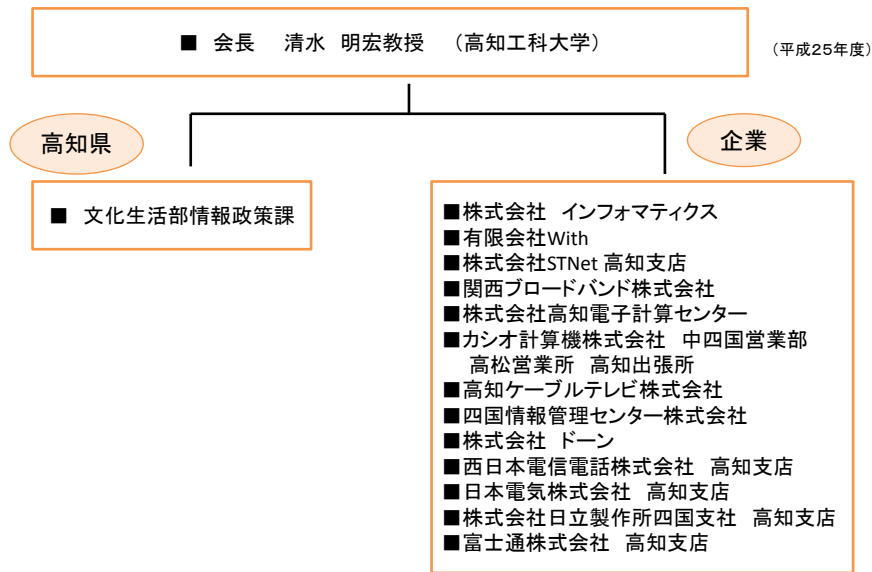 ■ 会長　清水 明宏教授　（高知工科大学）
（平成２５年度）
高知県
企業
■ 文化生活部情報政策課
■株式会社　インフォマティクス
■有限会社With
■株式会社STNet 高知支店
■関西ブロードバンド株式会社
■株式会社高知電子計算センター
■カシオ計算機株式会社　中四国営業部
高松営業所　高知出張所
■高知ケーブルテレビ株式会社
■四国情報管理センター株式会社
■株式会社　ドーン
■西日本電信電話株式会社　高知支店
■日本電気株式会社　高知支店
■株式会社日立製作所四国支社　高知支店
■富士通株式会社　高知支店